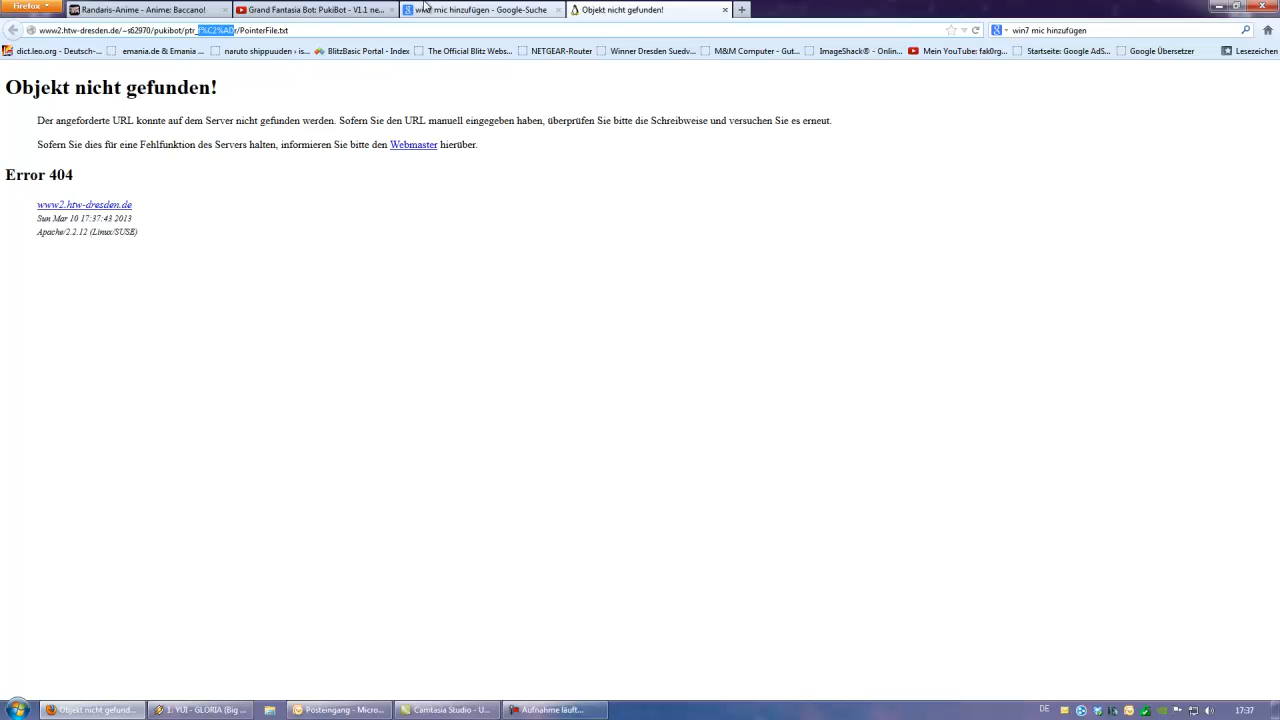 Firefox
Randaris-Anime - Anime: Baccano!
Grand Fantasia Bot: PukiBot - V1.1 ne...
win7 mic hinzufügen - Google-Suche
Objekt nicht gefunden!
www2.htw-dresden.de/~s62970/pukibot/ptr_f%C2%ADr/PointerFile.txt
win7 mic hinzufügen
dict.leo.org - Deutsch-...
emania.de & Emania ...
naruto shippuuden › is...
BlitzBasic Portal - Index
The Official Blitz Webs...
NETGEAR-Router
Winner Dresden Suedv...
M&M Computer - Gut...
ImageShack® - Online...
Mein YouTube: fak0rg...
Startseite: Google AdS...
Google Übersetzer
Lesezeichen
Objekt nicht gefunden!
Der angeforderte URL konnte auf dem Server nicht gefunden werden. Sofern Sie den URL manuell eingegeben haben, überprüfen Sie bitte die Schreibweise und versuchen Sie es erneut.
Sofern Sie dies für eine Fehlfunktion des Servers halten, informieren Sie bitte den Webmaster hierüber.
Error 404
www2.htw-dresden.de
Sun Mar 10 17:37:43 2013
Apache/2.2.12 (Linux/SUSE)
Objekt nicht gefund...
1. YUI - GLORIA (Big ...
Posteingang - Micro...
Camtasia Studio - U...
Aufnahme läuft...
DE
17:37